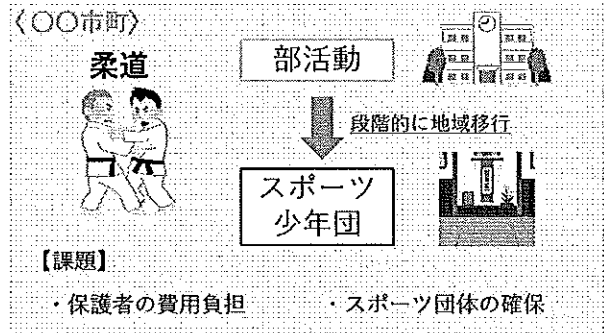 〈〇〇市町〉
柔道
部活動
段階的に地域移行
スポーツ
少年団
【課題】
・保護者の費用負担
・スポーツ団体の確保